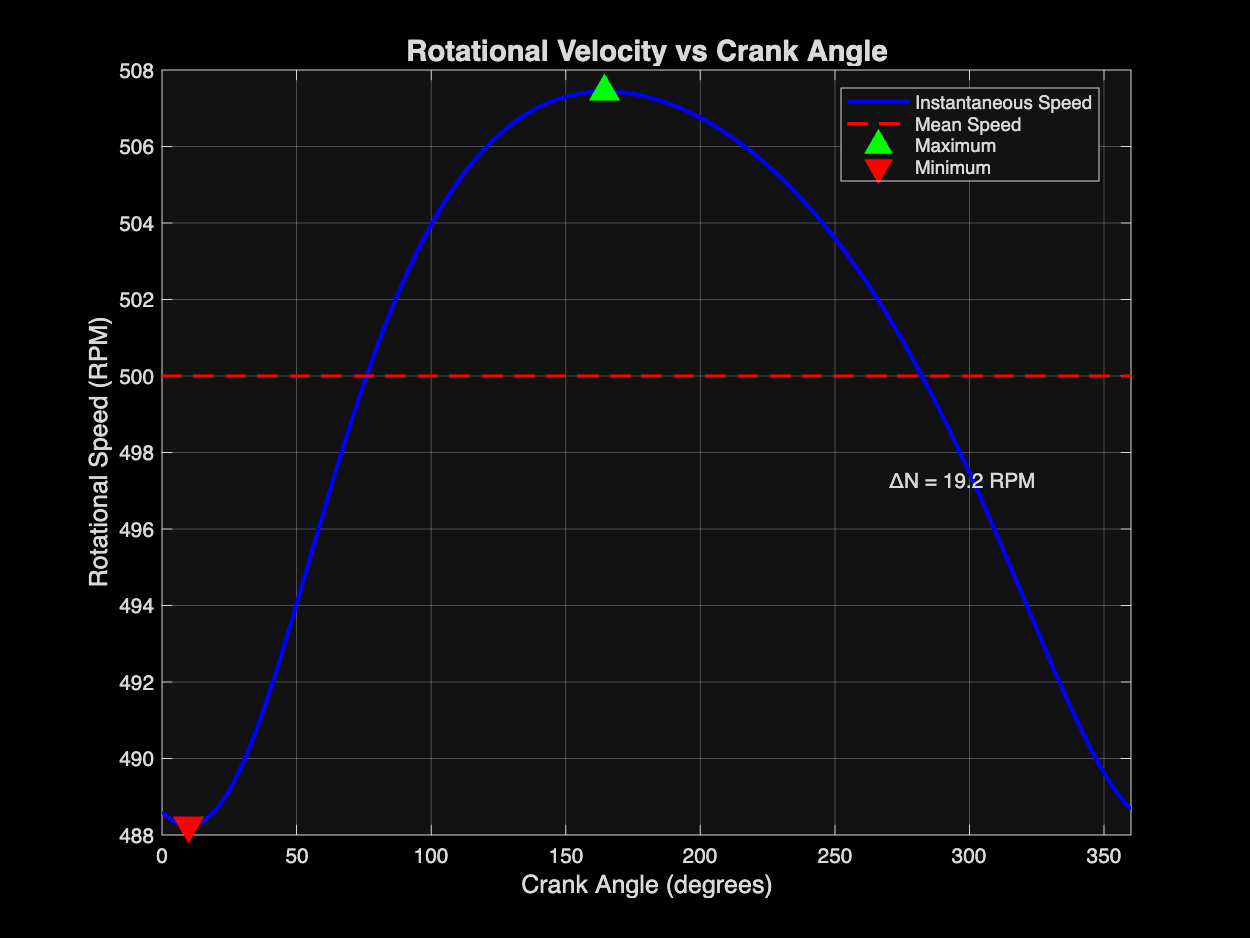 Rotational Velocity vs Crank Angle
508
506
504
502
500
498
496
494
492
490
488
Rotational Speed (RPM)
Instantaneous Speed
Mean Speed
Maximum
Minimum
ΔN = 19.2 RPM
0 50 100 150 200 250 300 350
Crank Angle (degrees)